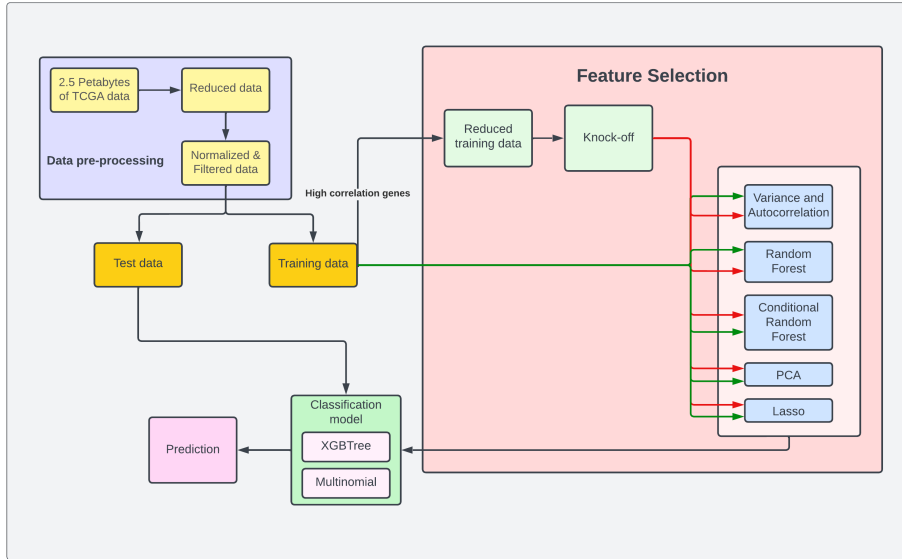 Feature Selection
2.5 Petabytes
of TCGA data
Reduced data
Data pre-processing
Normalized &
Filtered data
High correlation genes
Reduced
training data
Knock-off
Variance and
Autocorrelation
Random
Forest
Conditional
Random
Forest
PCA
Lasso
Test data
Training data
Classification
model
XGBTree
Multinomial
Prediction